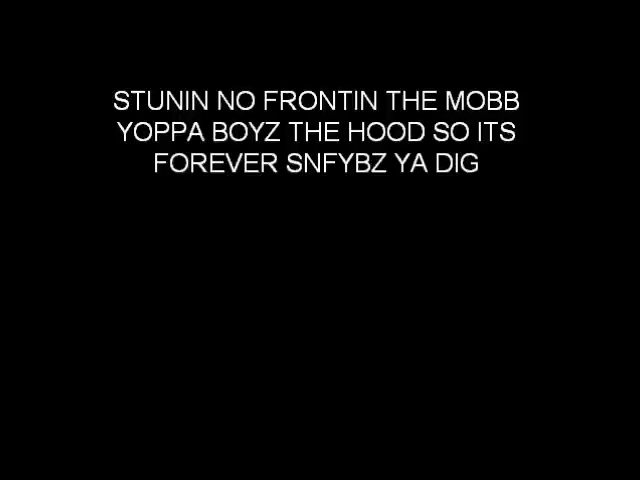 STUNIN NO FRONTIN THE MOBB
YOPPA BOYZ THE HOOD SO ITS
FOREVER SNFYBZ YA DIG